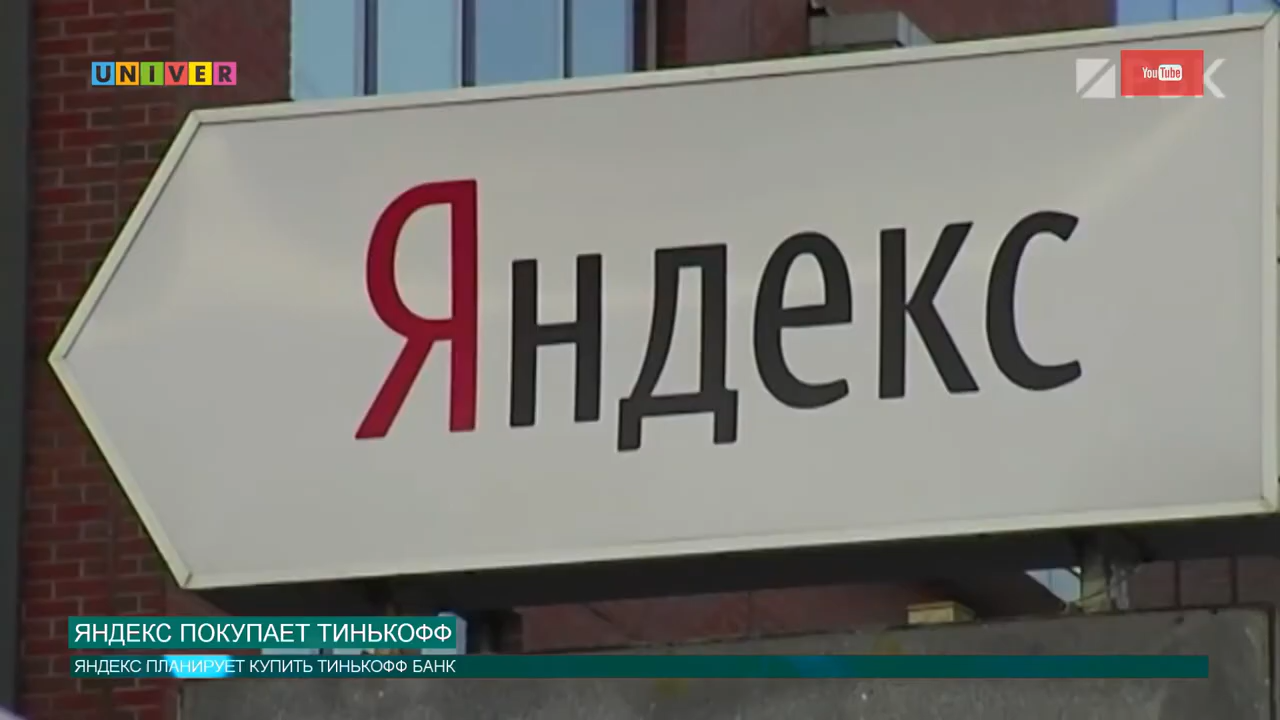 UNIVER
YouTube
Яндекс
ЯНДЕКС ПОКУПАЕТ ТИНЬКОФФ
ЯНДЕКС ПЛАНИРУЕТ КУПИТЬ ТИНЬКОФФ БАНК